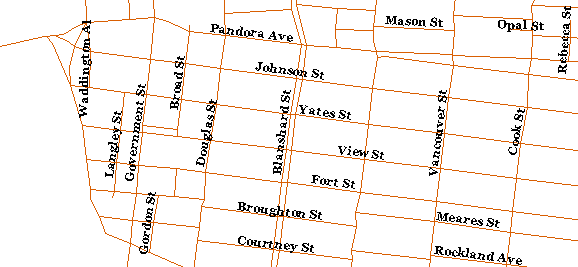 Mason St
Opal St
Rebecca St
Pandora Ave
Waddington Al
Johnson St
Broad St
Yates St
Langley St
Government St
Douglas St
Blanshard St
Vancouver St
Cook St
View St
Fort St
Gordon St
Broughton St
Meares St
Courtney St
Rockland Ave